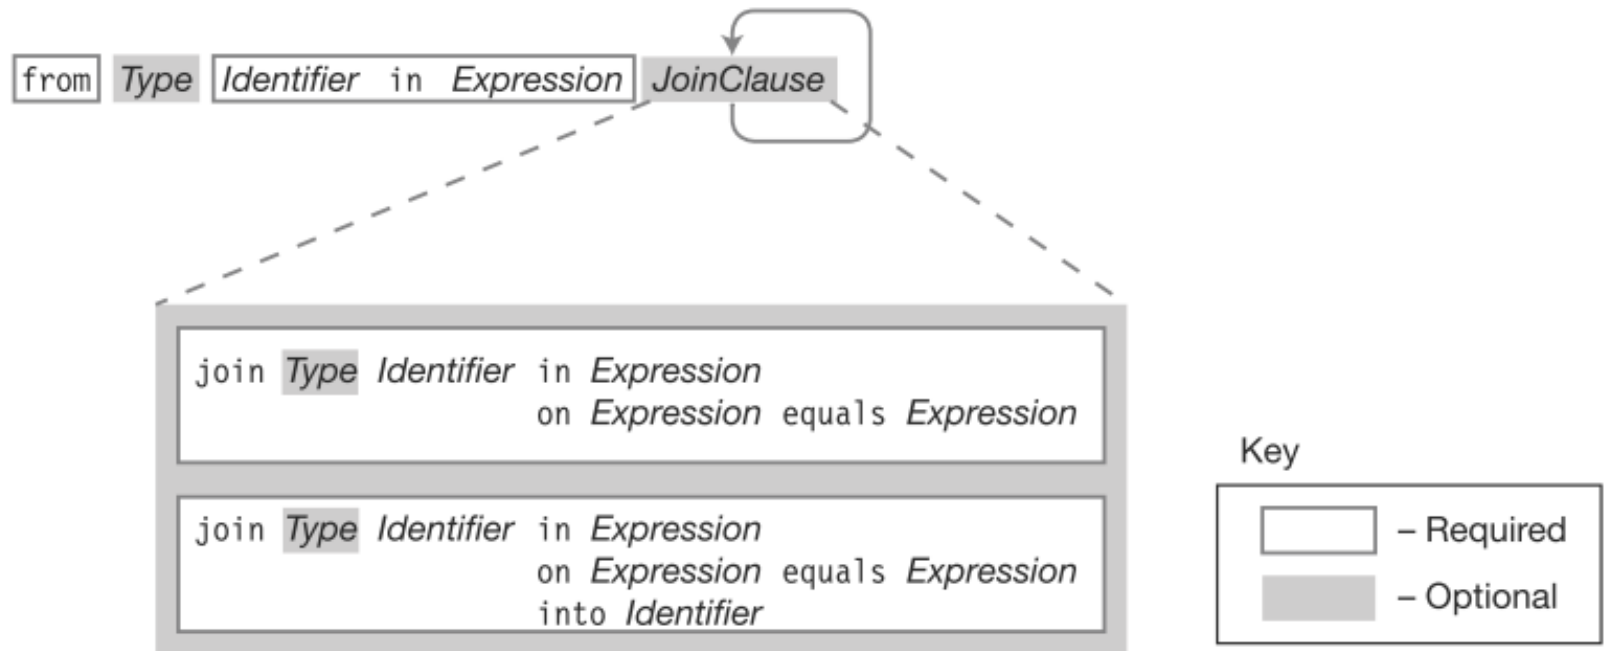 from Type Identifier in Expression JoinClause
join Type Identifier in Expression
on Expression equals Expression
join Type Identifier in Expression
on Expression equals Expression
into Identifier
Key
– Required
– Optional